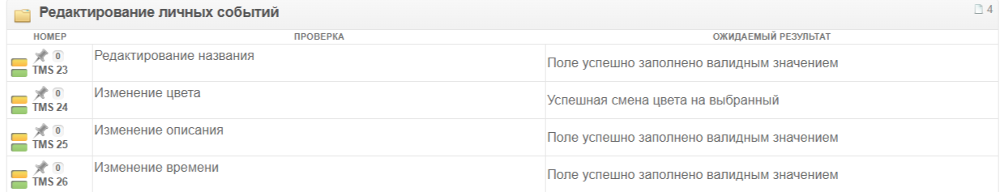 Редактирование личных событий 4
НОМЕР ПРОВЕРКА ОЖИДАЕМЫЙ РЕЗУЛЬТАТ
0 Редактирование названия
TMS 23 Поле успешно заполнено валидным значением
0 Изменение цвета
TMS 24 Успешная смена цвета на выбранный
0 Изменение описания
TMS 25 Поле успешно заполнено валидным значением
0 Изменение времени
TMS 26 Поле успешно заполнено валидным значением